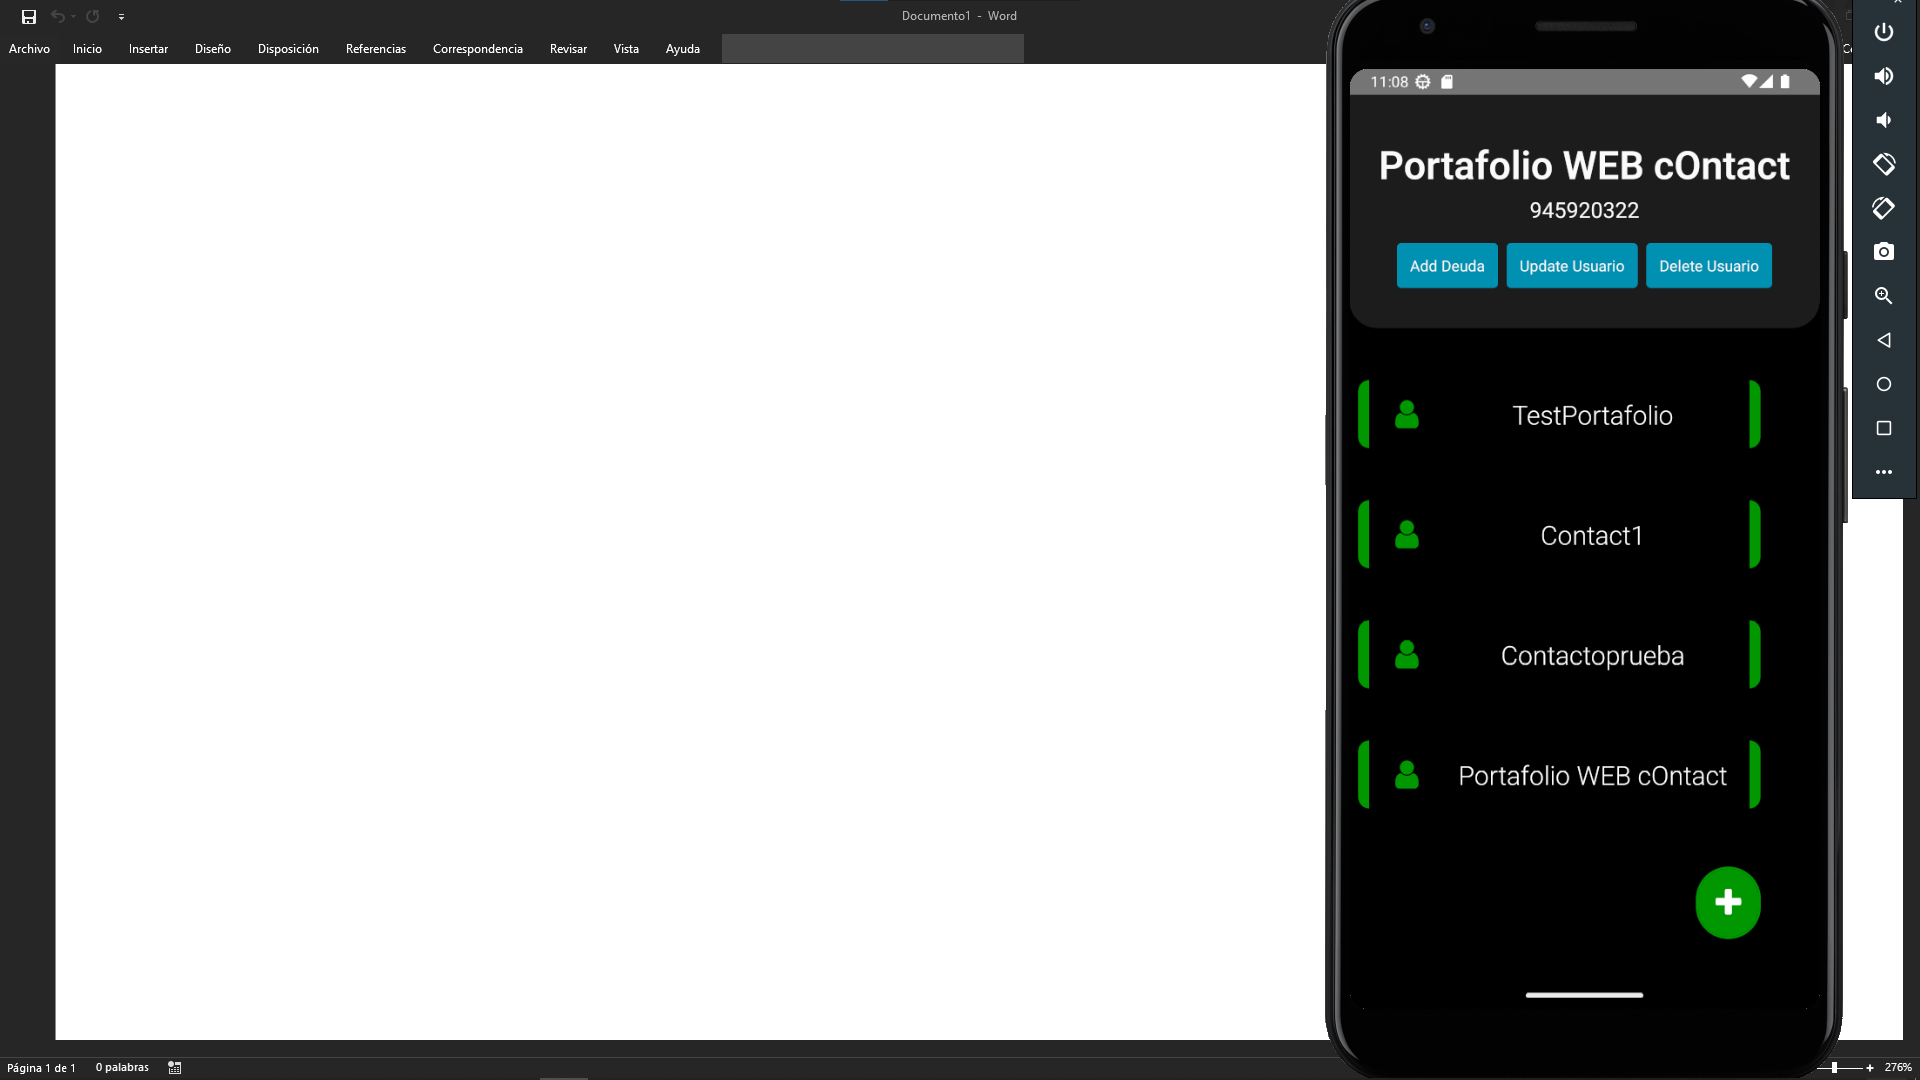 Documento1 - Word
Archivo Inicio Insertar Diseño Disposición Referencias Correspondencia Revisar Vista Ayuda
11:08
Portafolio WEB cOntact
945920322
Add Deuda Update Usuario Delete Usuario
TestPortafolio
Contact1
Contactoprueba
Portafolio WEB cOntact
Página 1 de 1 0 palabras
276%